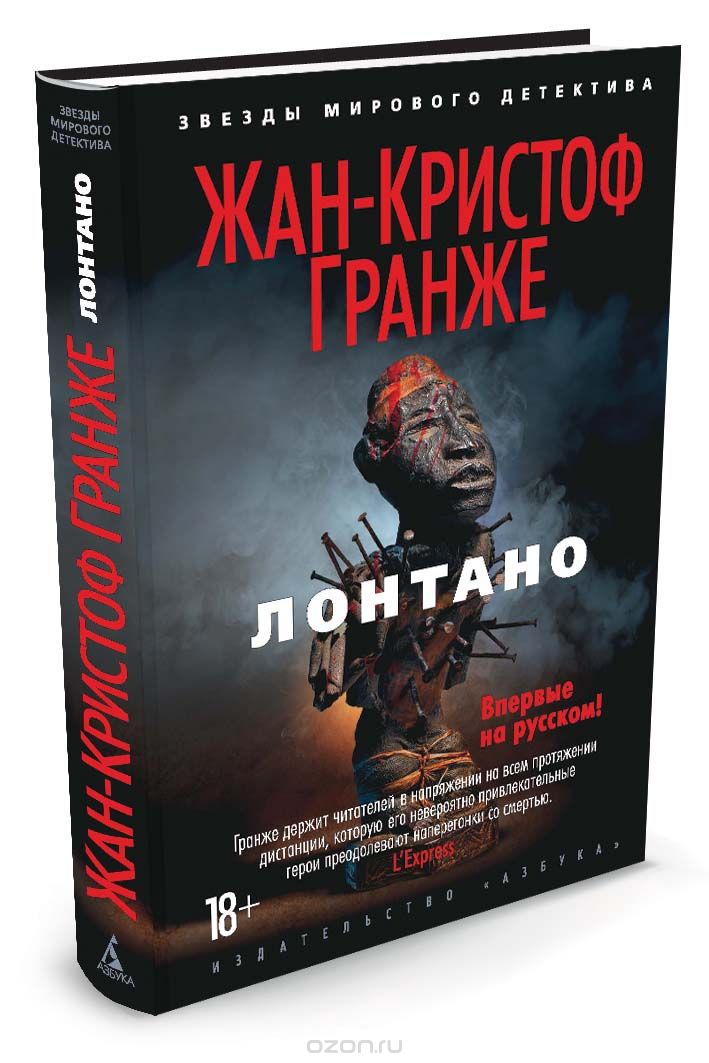 ЗВЕЗДЫ
МИРОВОГО
ДЕТЕКТИВА
ЛОНТАНО
ЖАН-КРИСТОФ ГРАНЖЕ
АЗБУКА
ЗВЕЗДЫ МИРОВОГО ДЕТЕКТИВА
ЖАН-КРИСТОФ
ГРАНЖЕ
ЛОНТАНО
Впервые
на русском!
Гранже держит читателей в напряжении на всем протяжении
дистанции, которую его невероятно привлекательные
герои преодолевают наперегонки со смертью.
L'Express
18+
ИЗДАТЕЛЬСТВО «АЗБУКА»
ozon.ru